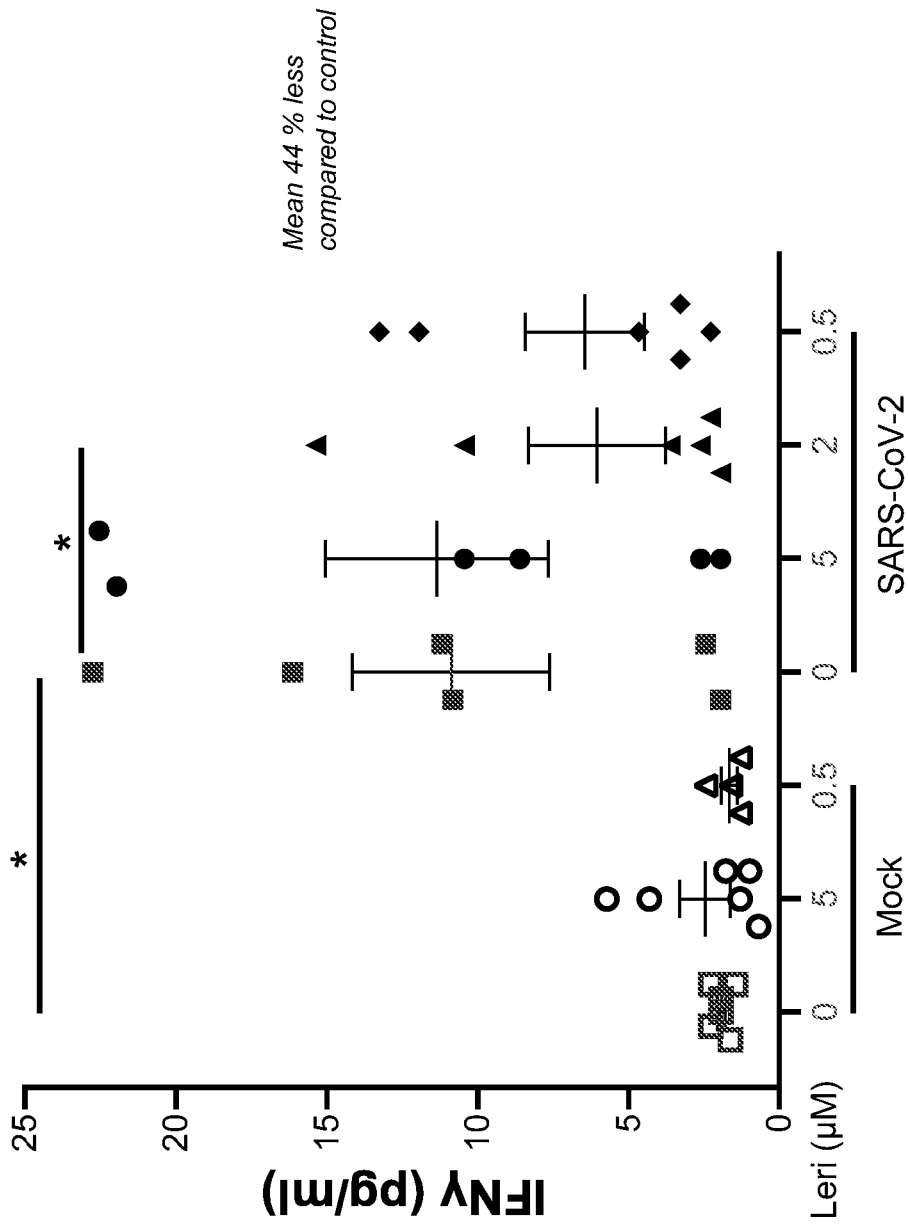 *
*
Mean 44 % less
compared to control
25
20
15
10
5
0
IFNγ (pg/ml)
Leri (µM) 0 5 0.5 0 5 2 0.5
Mock SARS-CoV-2